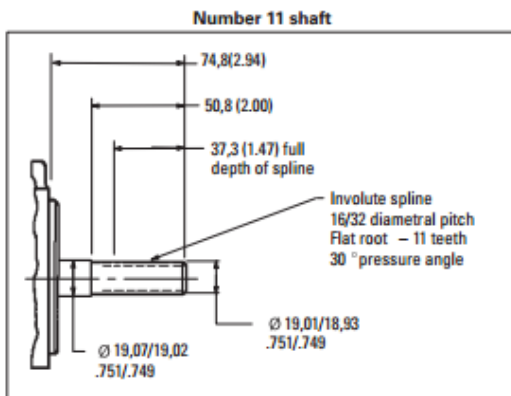 Number 11 shaft
74,8(2.94)
50,8 (2.00)
37,3 (1.47) full
depth of spline
Involute spline
16/32 diametral pitch
Flat root – 11 teeth
30 ° pressure angle
Ø 19,01/18,93
.751/.749
Ø 19,07/19,02
.751/.749